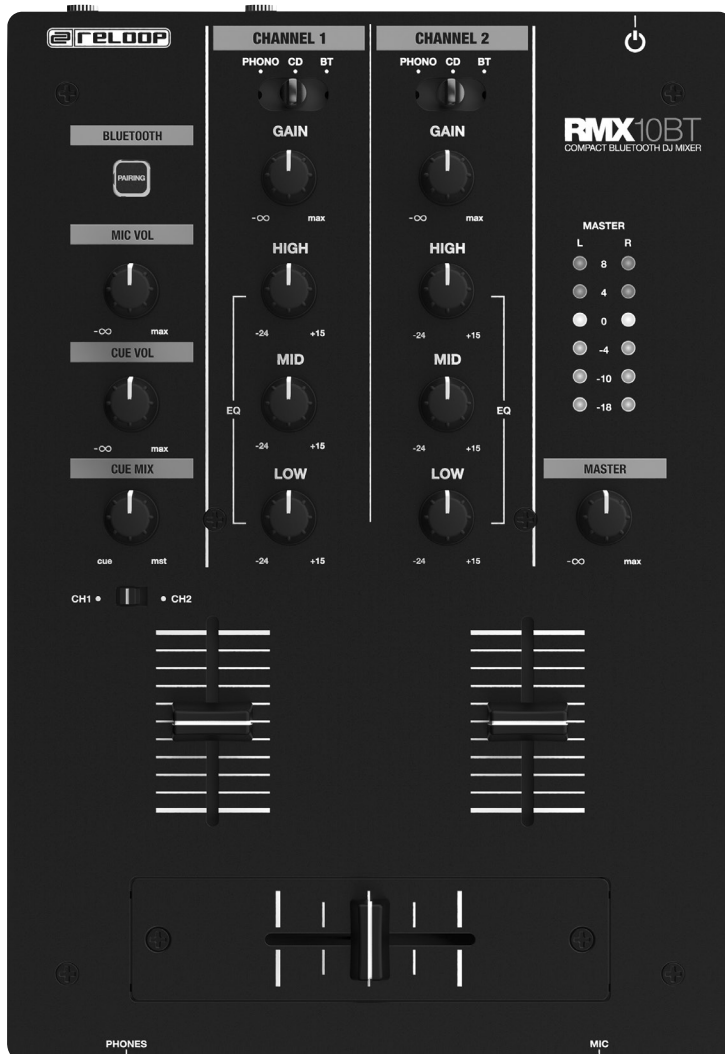 RELOOP
CHANNEL 1
PHONO CD BT
GAIN
-∞ max
HIGH
-24 +15
MID
EQ
-24 +15
LOW
-24 +15
CHANNEL 2
PHONO CD BT
GAIN
-∞ max
HIGH
-24 +15
MID
EQ
-24 +15
LOW
-24 +15
BLUETOOTH
PAIRING
MIC VOL
-∞ max
CUE VOL
-∞ max
CUE MIX
cue mst
CH1 CH2
RMX10BT
COMPACT BLUETOOTH DJ MIXER
MASTER
L R
8
4
0
-4
-10
-18
MASTER
-∞ max
PHONES
MIC